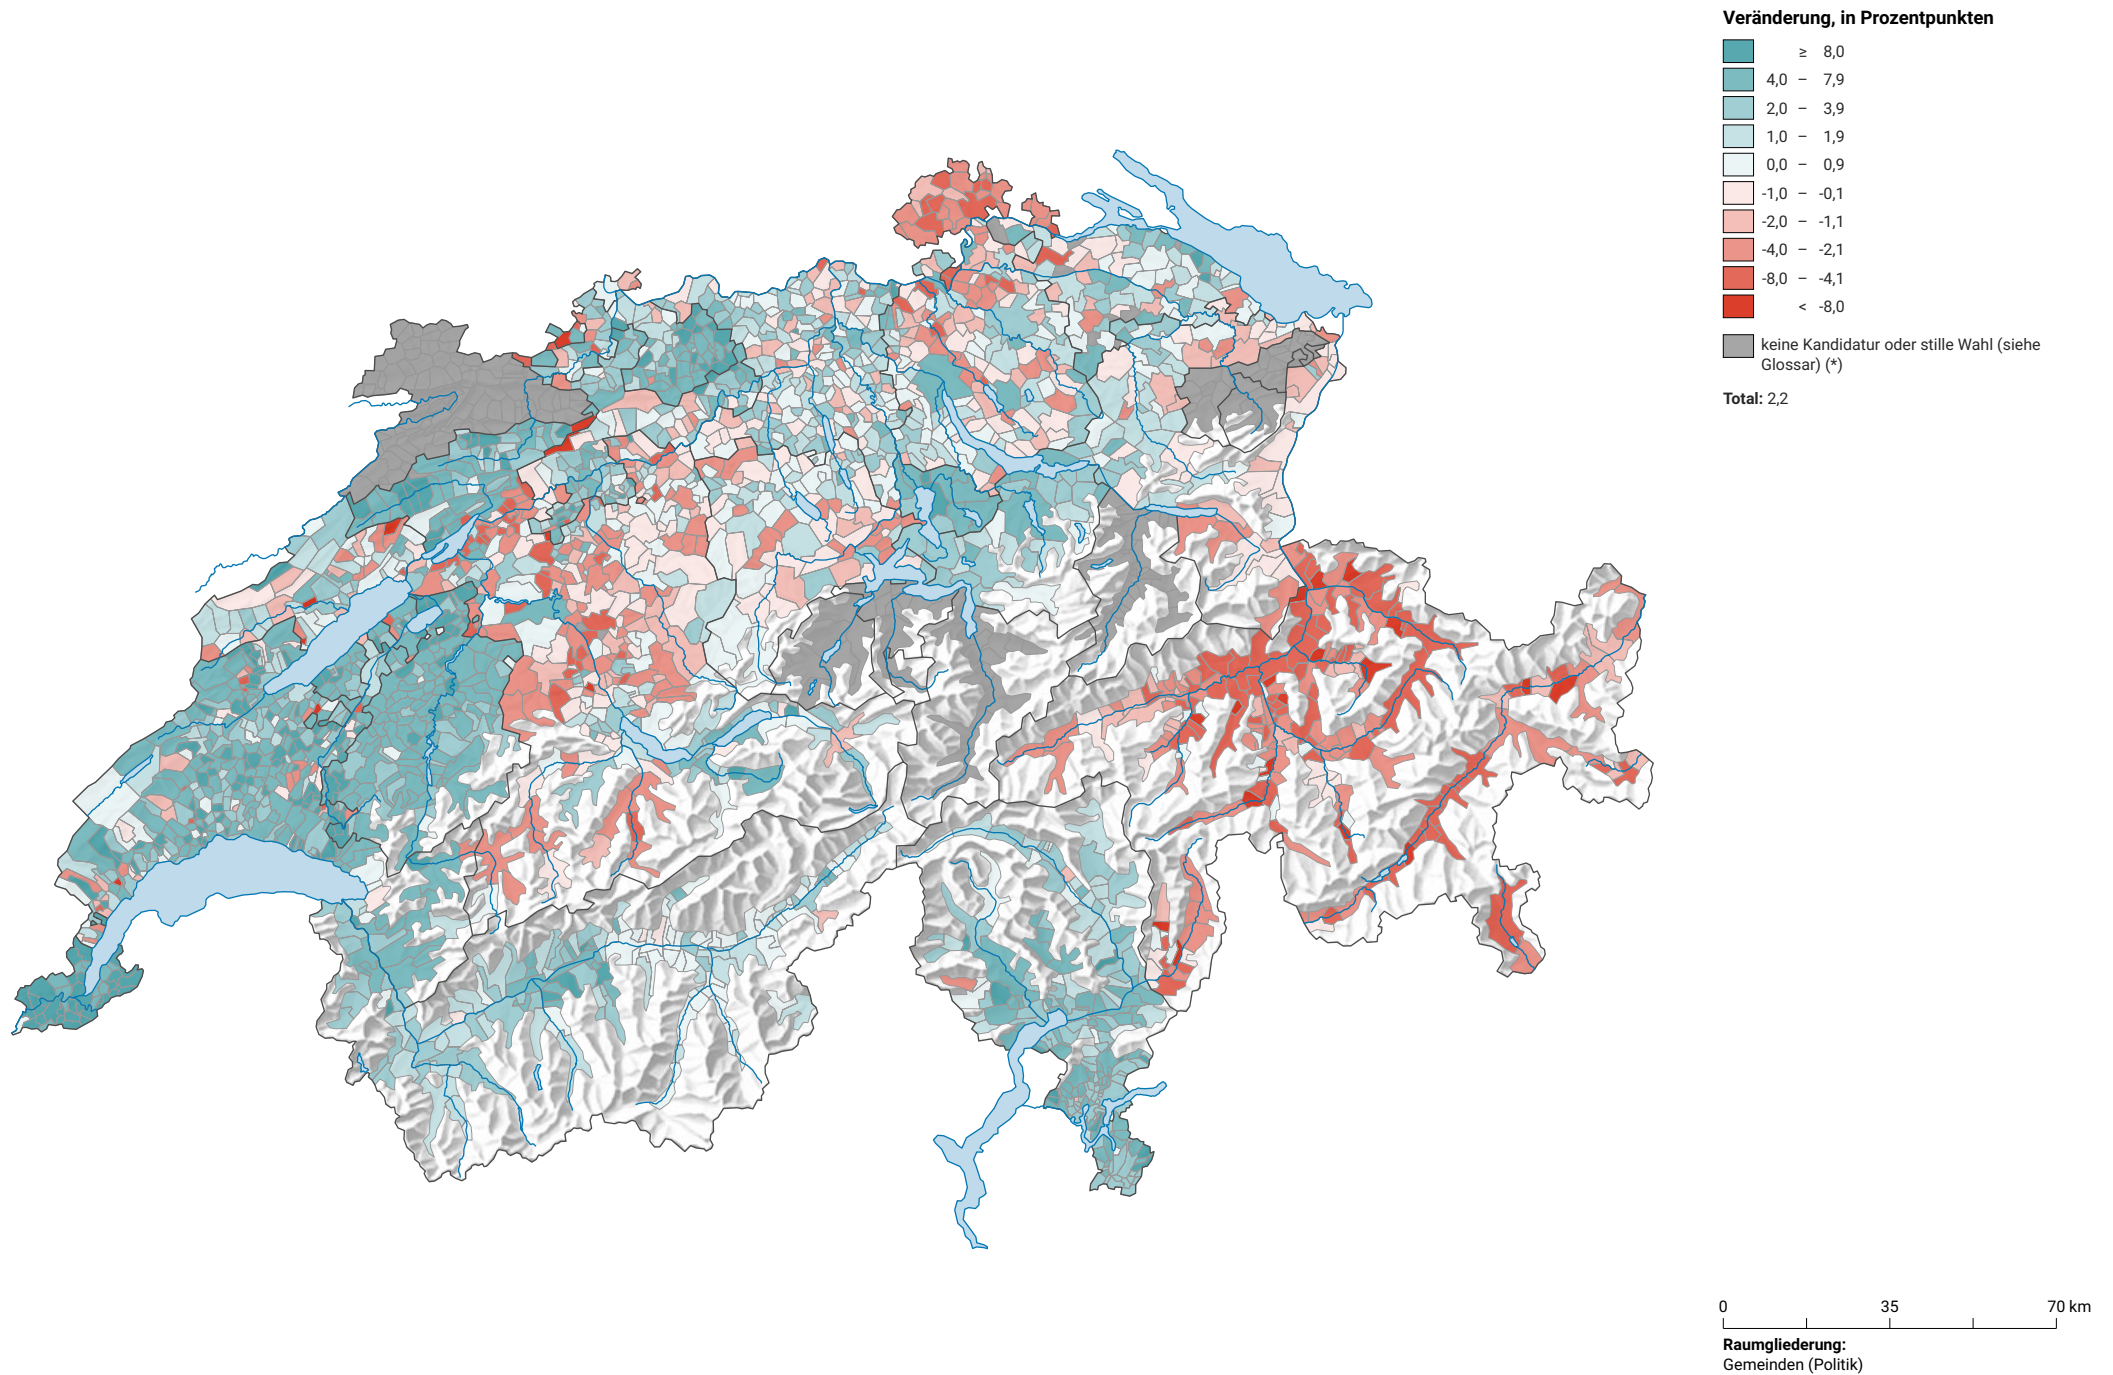 Veränderung, in Prozentpunkten
≥ 8,0
4,0 – 7,9
2,0 – 3,9
1,0 – 1,9
0,0 – 0,9
-1,0 – -0,1
-2,0 – -1,1
-4,0 – -2,1
-8,0 – -4,1
< -8,0
keine Kandidatur oder stille Wahl (siehe
Glossar) (*)
Total: 2,2
0 35 70 km
Raumgliederung:
Gemeinden (Politik)